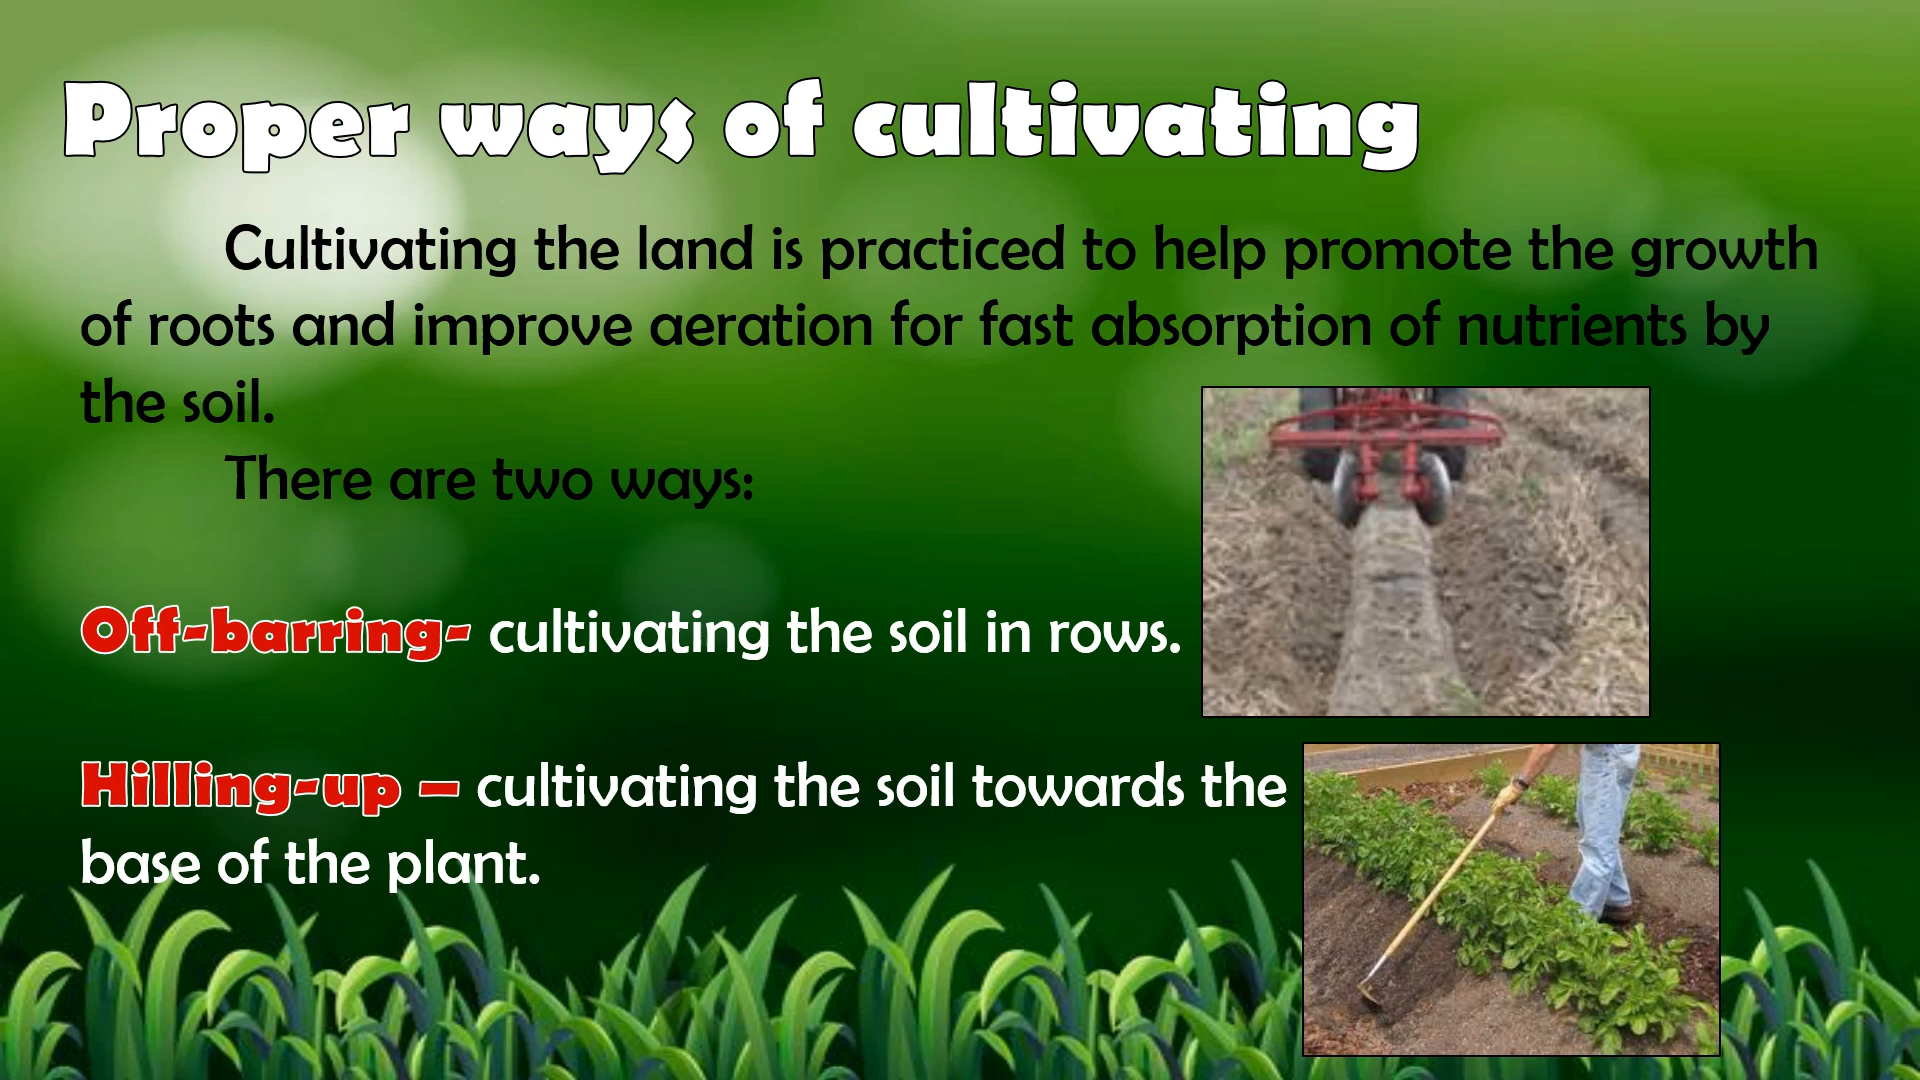 Proper ways of cultivating
Cultivating the land is practiced to help promote the growth
of roots and improve aeration for fast absorption of nutrients by
the soil.
There are two ways:
Off-barring- cultivating the soil in rows.
Hilling-up – cultivating the soil towards the
base of the plant.